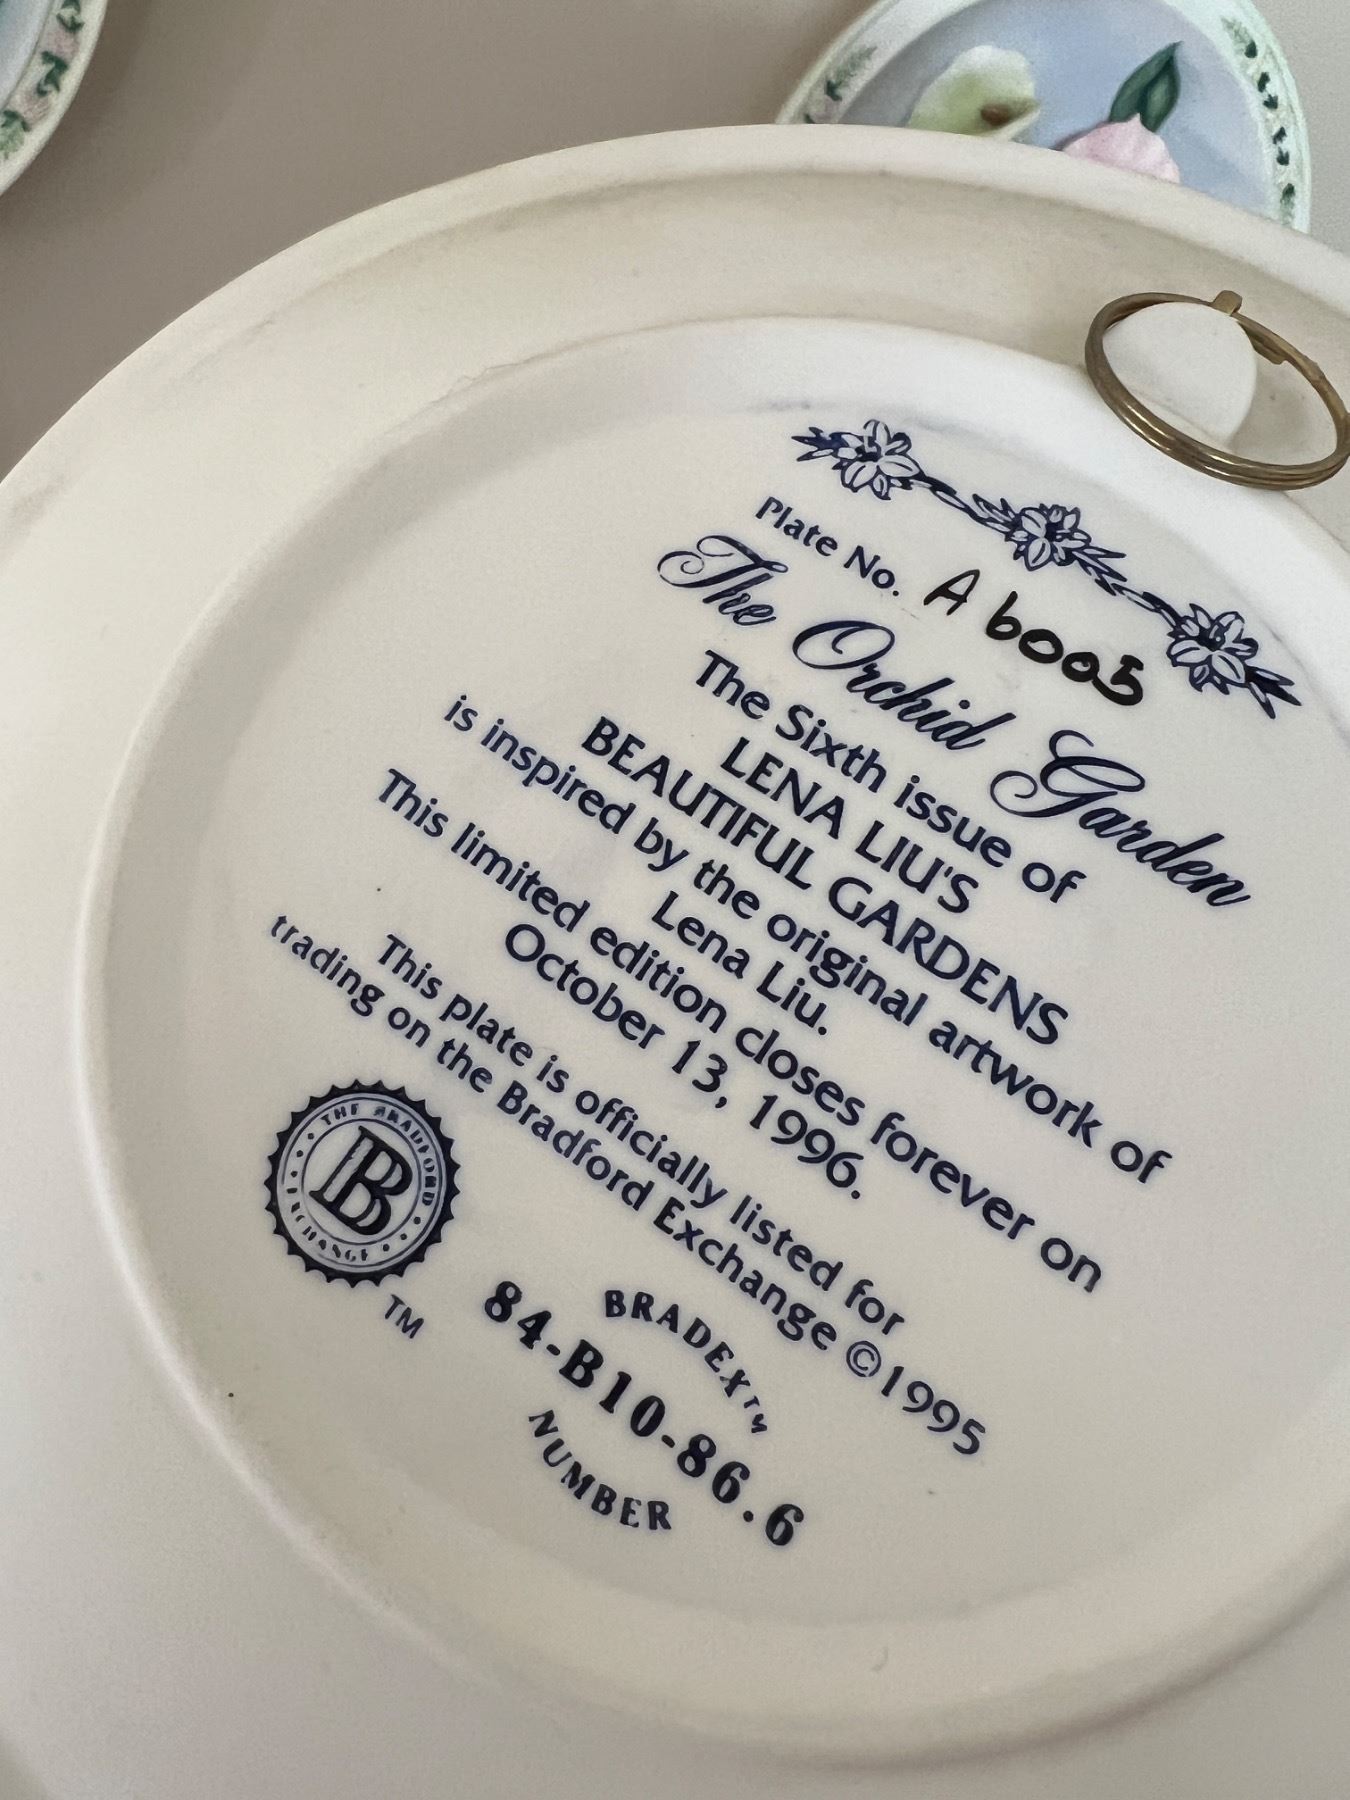 Plate No. A 6005
The Orchid Garden
The Sixth issue of
LENA LIU'S
BEAUTIFUL GARDENS
is inspired by the original artwork of
Lena Liu.
This limited edition closes forever on
October 13, 1996.
This plate is officially listed for
trading on the Bradford Exchange ©1995
THE BRADFORD
B
EXCHANGE
TM
BRADEX™
84-B10-86.6
NUMBER